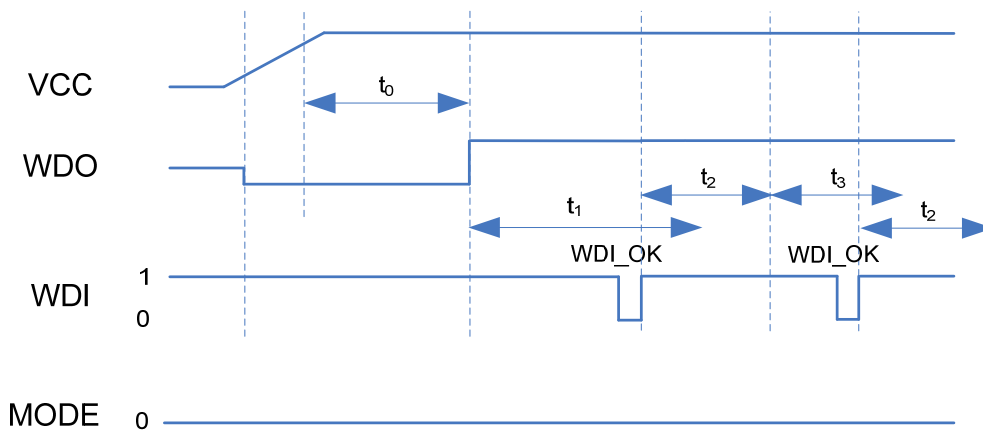 VCC
t0
WDO
t2
t3
t1
t2
WDI_OK
WDI_OK
WDI
1
0
MODE
0